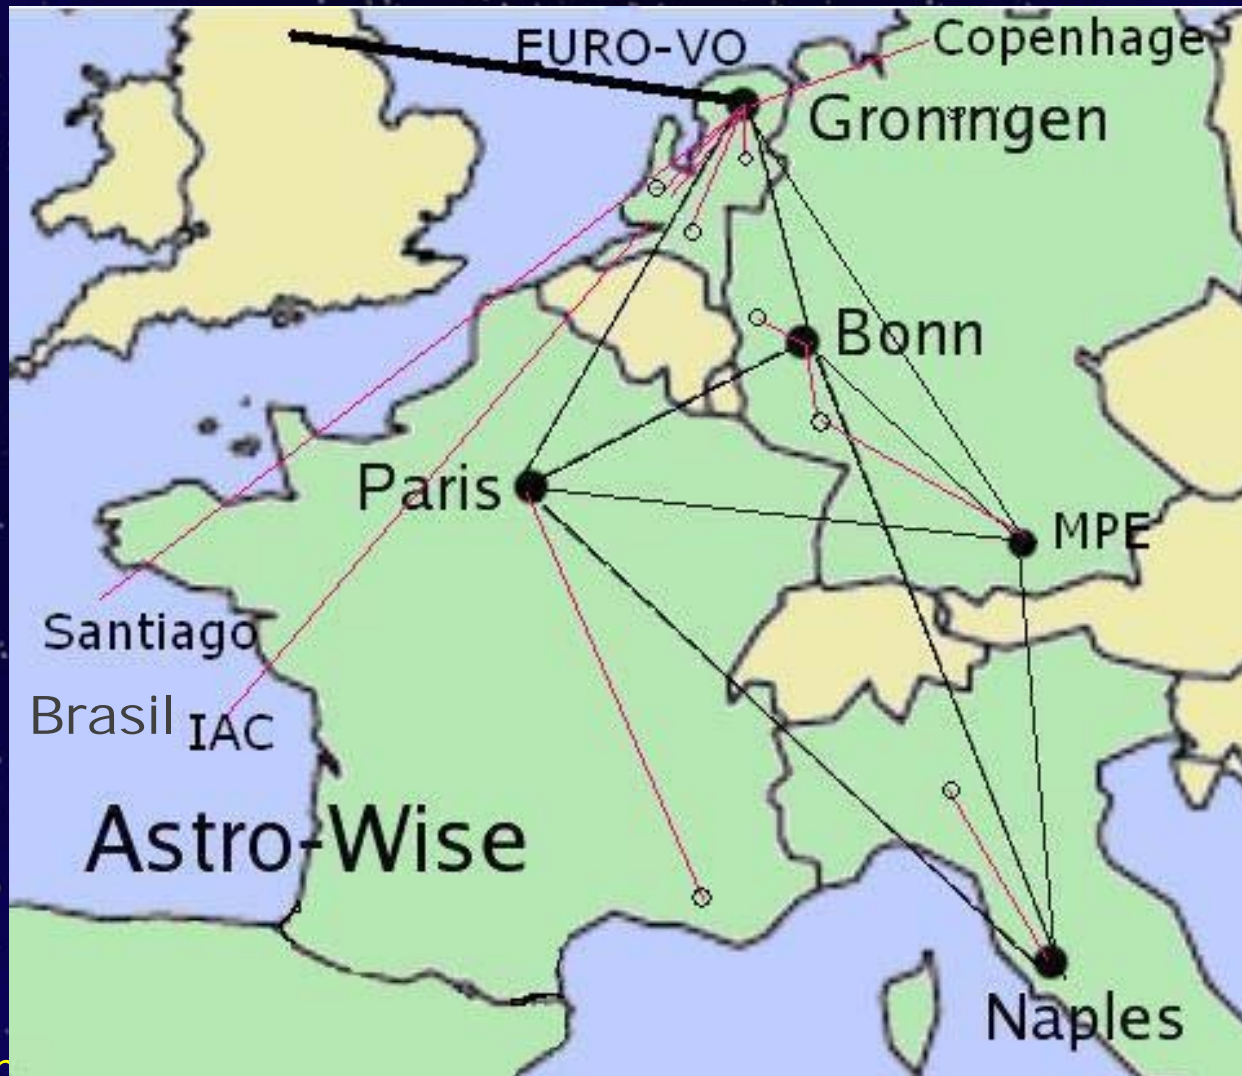 EURO-VO
Copenhage
Groningen
Bonn
Paris
MPE
Santiago
Brasil
IAC
Astro-Wise
Naples